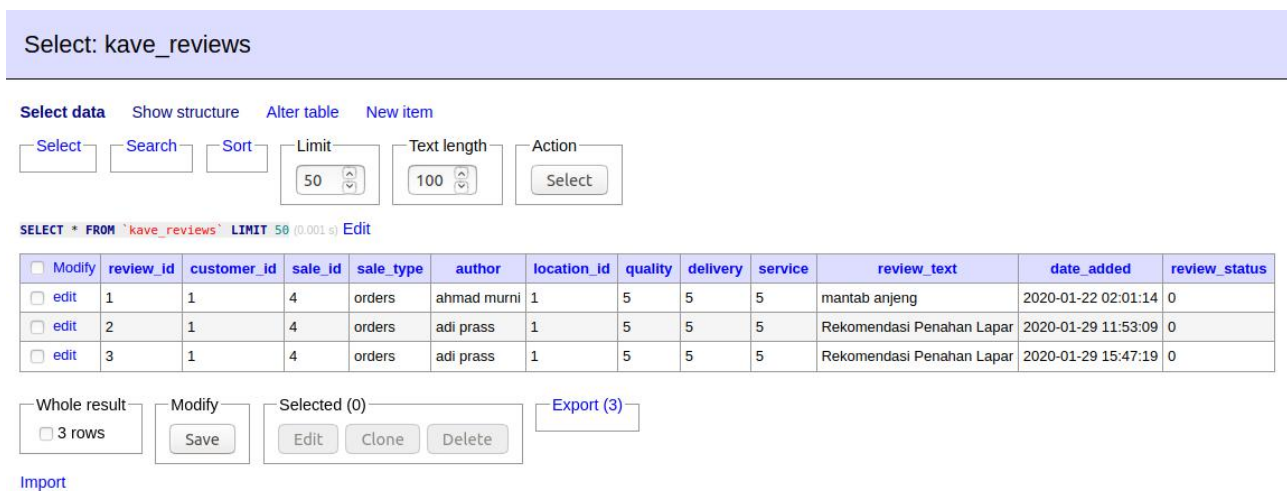 Select: kave_reviews
Select data Show structure Alter table New item
Select Search Sort Limit Text length Action
50 100 Select
SELECT * FROM `kave_reviews` LIMIT 50 (0.001 s) Edit
Modify review_id customer_id sale_id sale_type author location_id quality delivery service review_text date_added review_status
edit 1 1 4 orders ahmad murni 1 5 5 5 mantab anjeng 2020-01-22 02:01:14 0
edit 2 1 4 orders adi prass 1 5 5 5 Rekomendasi Penahan Lapar 2020-01-29 11:53:09 0
edit 3 1 4 orders adi prass 1 5 5 5 Rekomendasi Penahan Lapar 2020-01-29 15:47:19 0
Whole result Modify Selected (0) Export (3)
3 rows Save Edit Clone Delete
Import